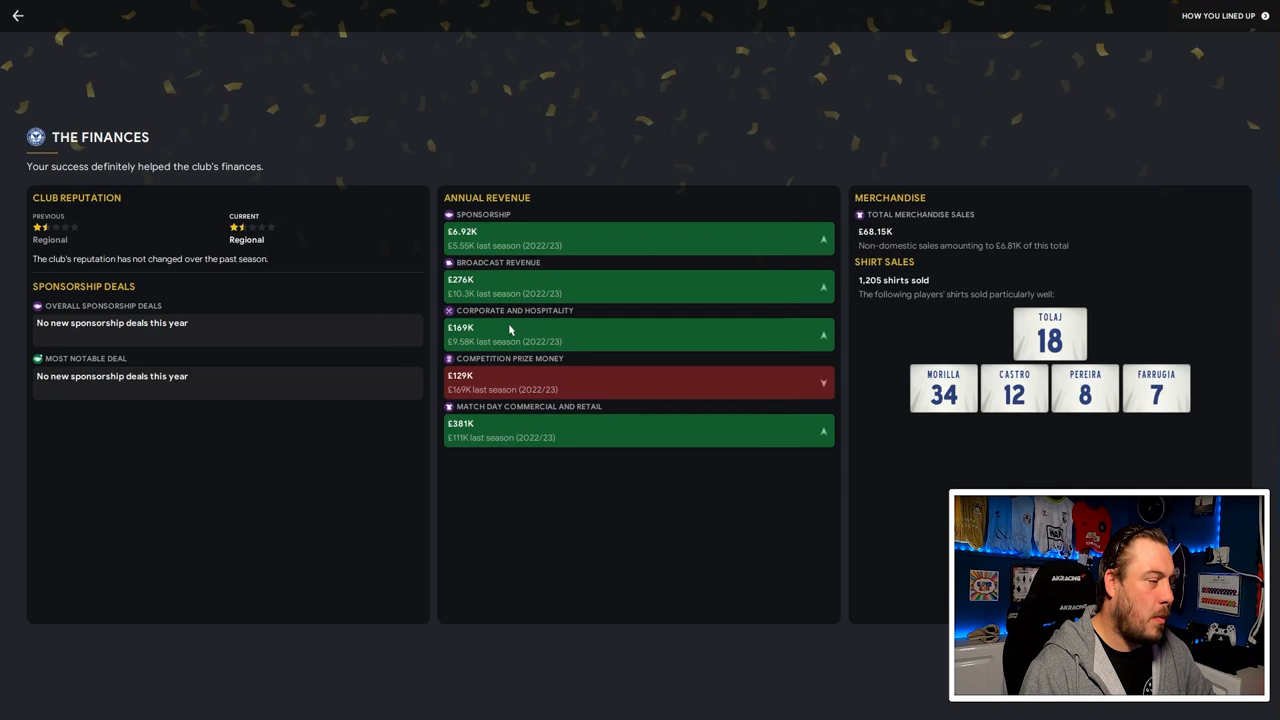 HOW YOU LINED UP
THE FINANCES
Your success definitely helped the club's finances.
CLUB REPUTATION
PREVIOUS
CURRENT
Regional
Regional
The club's reputation has not changed over the past season.
SPONSORSHIP DEALS
OVERALL SPONSORSHIP DEALS
No new sponsorship deals this year
MOST NOTABLE DEAL
No new sponsorship deals this year
ANNUAL REVENUE
SPONSORSHIP
£6.92K
£5.55K last season (2022/23)
BROADCAST REVENUE
£276K
£10.3K last season (2022/23)
CORPORATE AND HOSPITALITY
£169K
£9.58K last season (2022/23)
COMPETITION PRIZE MONEY
£129K
£169K last season (2022/23)
MATCH DAY COMMERCIAL AND RETAIL
£381K
£111K last season (2022/23)
MERCHANDISE
TOTAL MERCHANDISE SALES
£68.15K
Non-domestic sales amounting to £6.81K of this total
SHIRT SALES
1,205 shirts sold
The following players' shirts sold particularly well:
TOLAJ
18
MORILLA
34
CASTRO
12
PEREIRA
8
FARRUGIA
7
AKRACING
AKRACING